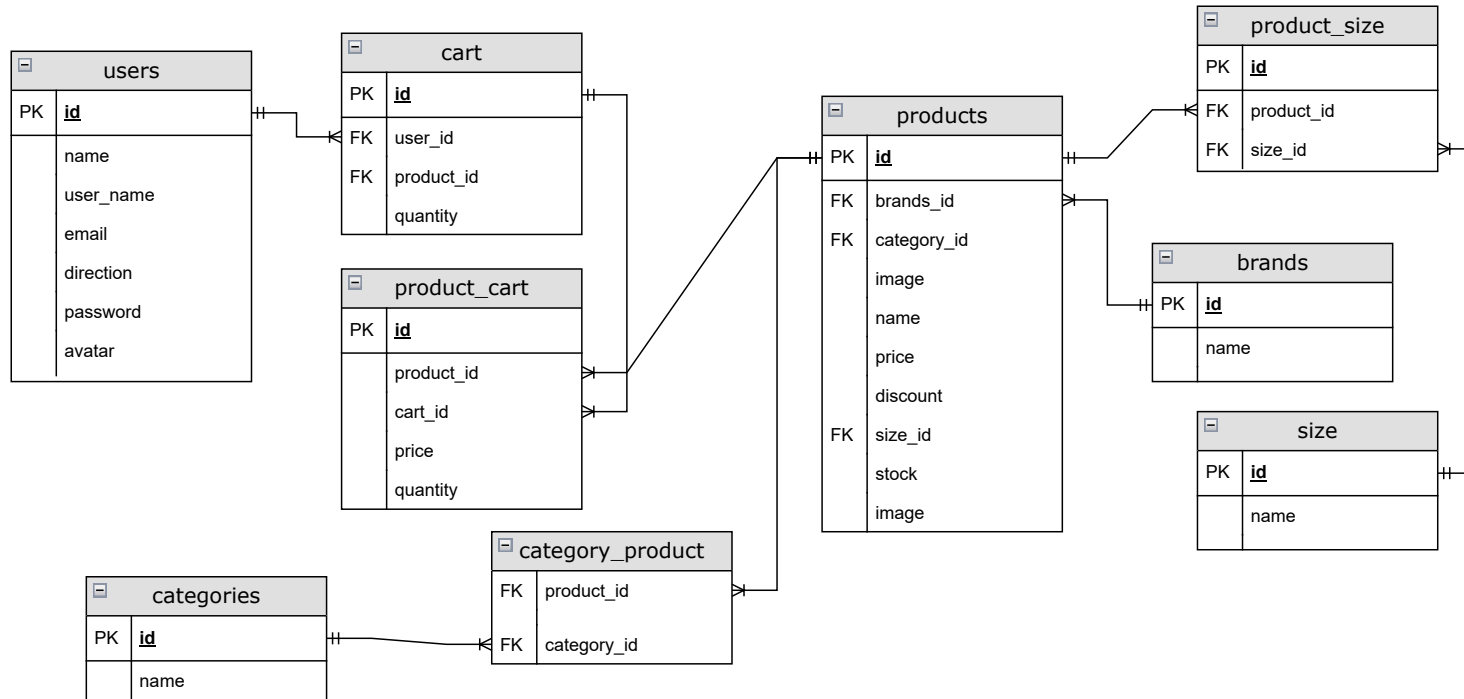 users
PK id
name
user_name
email
direction
password
avatar
cart
PK id
FK user_id
FK product_id
quantity
product_cart
PK id
product_id
cart_id
price
quantity
categories
PK id
name
category_product
FK product_id
FK category_id
products
PK id
FK brands_id
FK category_id
image
name
price
discount
FK size_id
stock
image
product_size
PK id
FK product_id
FK size_id
brands
PK id
name
size
PK id
name